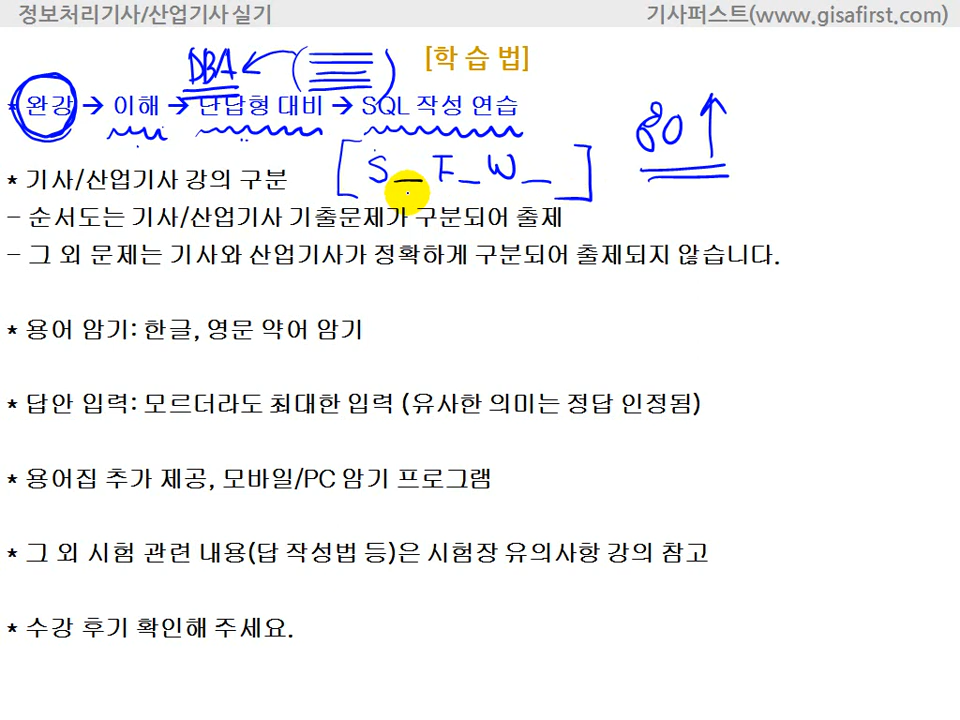 정보처리기사/산업기사 실기
기사퍼스트(www.gisafirst.com)
[학 습 법]
DBA
* 완강 → 이해 → 단답형 대비 → SQL 작성 연습
80 ↑
[ S _ F _ W _ ]
* 기사/산업기사 강의 구분
- 순서도는 기사/산업기사 기출문제가 구분되어 출제
- 그 외 문제는 기사와 산업기사가 정확하게 구분되어 출제되지 않습니다.
* 용어 암기: 한글, 영문 약어 암기
* 답안 입력: 모르더라도 최대한 입력 (유사한 의미는 정답 인정됨)
* 용어집 추가 제공, 모바일/PC 암기 프로그램
* 그 외 시험 관련 내용(답 작성법 등)은 시험장 유의사항 강의 참고
* 수강 후기 확인해 주세요.